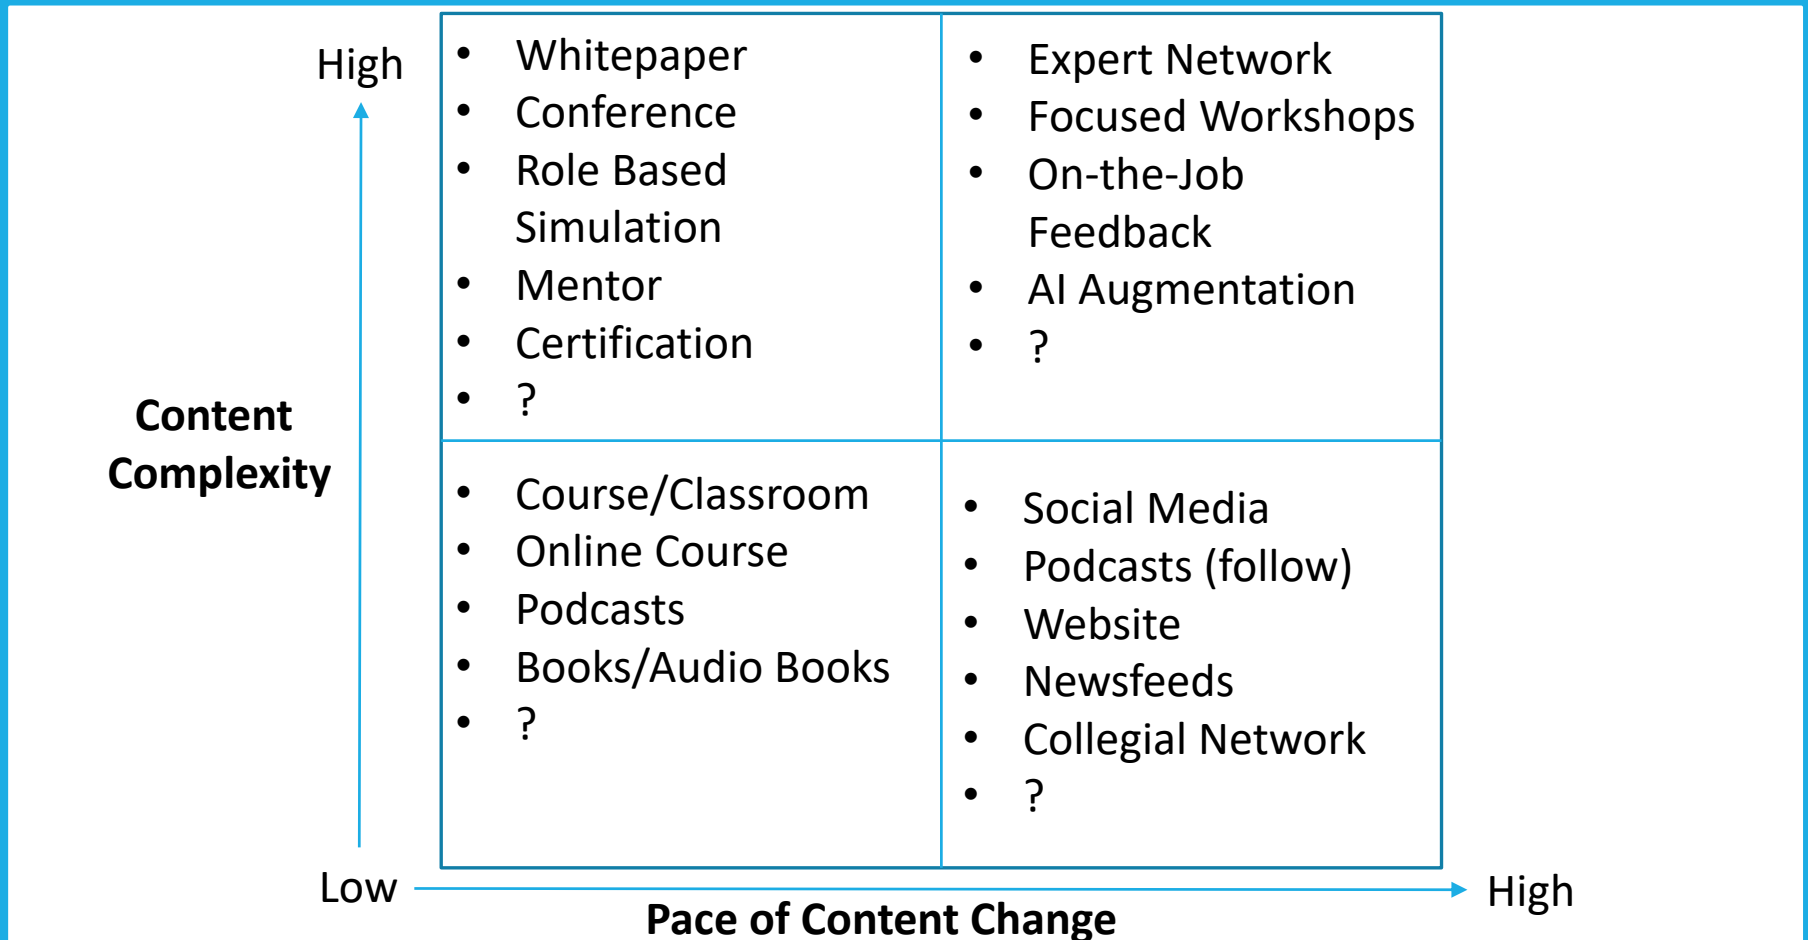 High
• Whitepaper
• Conference
• Role Based
Simulation
• Mentor
• Certification
• ?
• Expert Network
• Focused Workshops
• On-the-Job
Feedback
• AI Augmentation
• ?
Content
Complexity
• Course/Classroom
• Online Course
• Podcasts
• Books/Audio Books
• ?
• Social Media
• Podcasts (follow)
• Website
• Newsfeeds
• Collegial Network
• ?
Low
High
Pace of Content Change